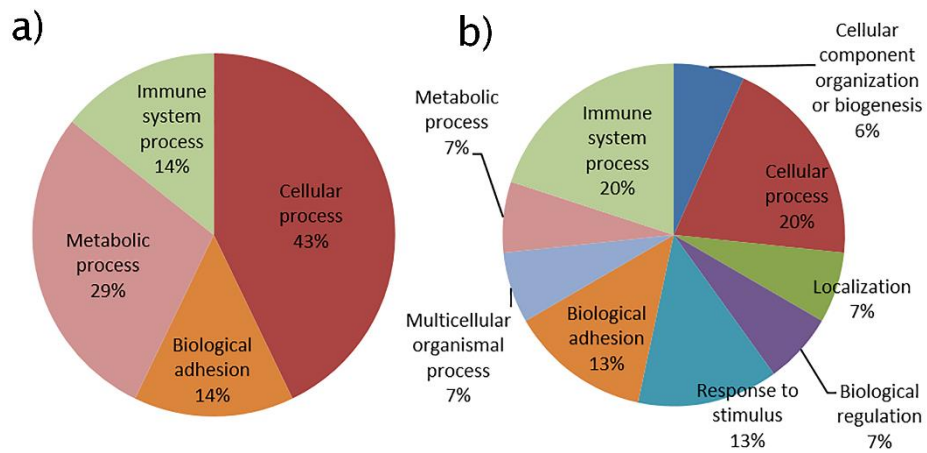 a)
Immune
system
process
14%
Cellular
process
43%
Metabolic
process
29%
Biological
adhesion
14%
b)
Cellular
component
organization
or biogenesis
6%
Metabolic
process
7%
Immune
system
process
20%
Cellular
process
20%
Localization
7%
Multicellular
organismal
process
7%
Biological
adhesion
13%
Response to
stimulus
13%
Biological
regulation
7%